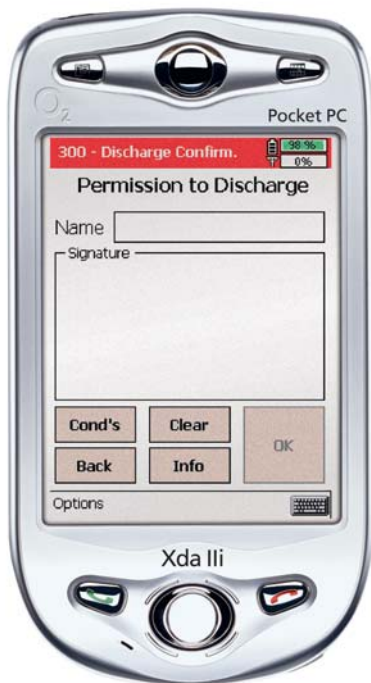 O2
Pocket PC
300 - Discharge Confirm.
98 %
0%
Permission to Discharge
Name
Signature
Cond's
Clear
OK
Back
Info
Options
Xda IIi